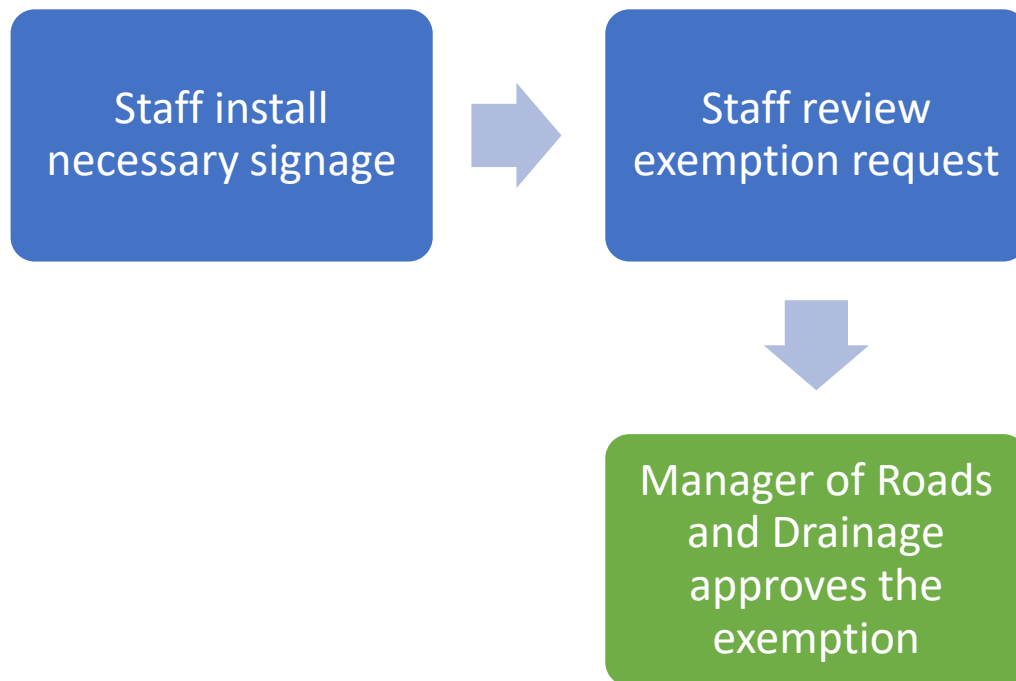 Staff install
necessary signage
Staff review
exemption request
Manager of Roads
and Drainage
approves the
exemption